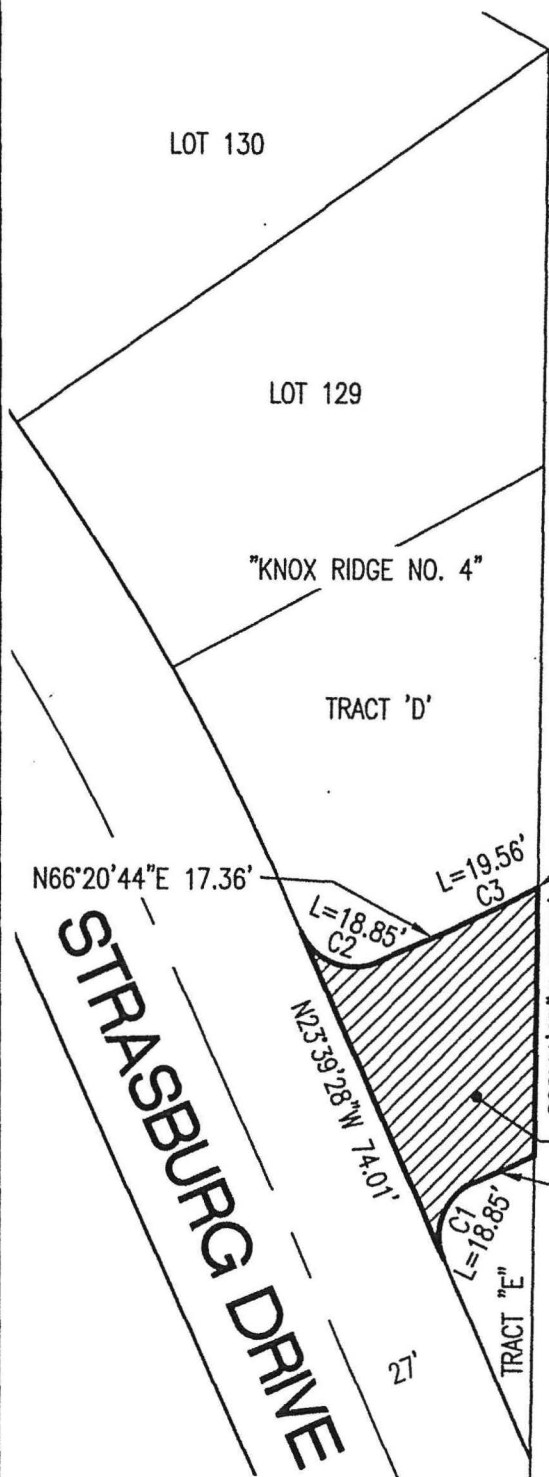 LOT 130
LOT 129
"KNOX RIDGE NO. 4"
TRACT 'D'
N66°20'44"E 17.36'
L=19.56'
C3
L=18.85'
C2
N23°39'28"W 74.01'
STRASBURG DRIVE
C1
L=18.85'
TRACT "E"
27'